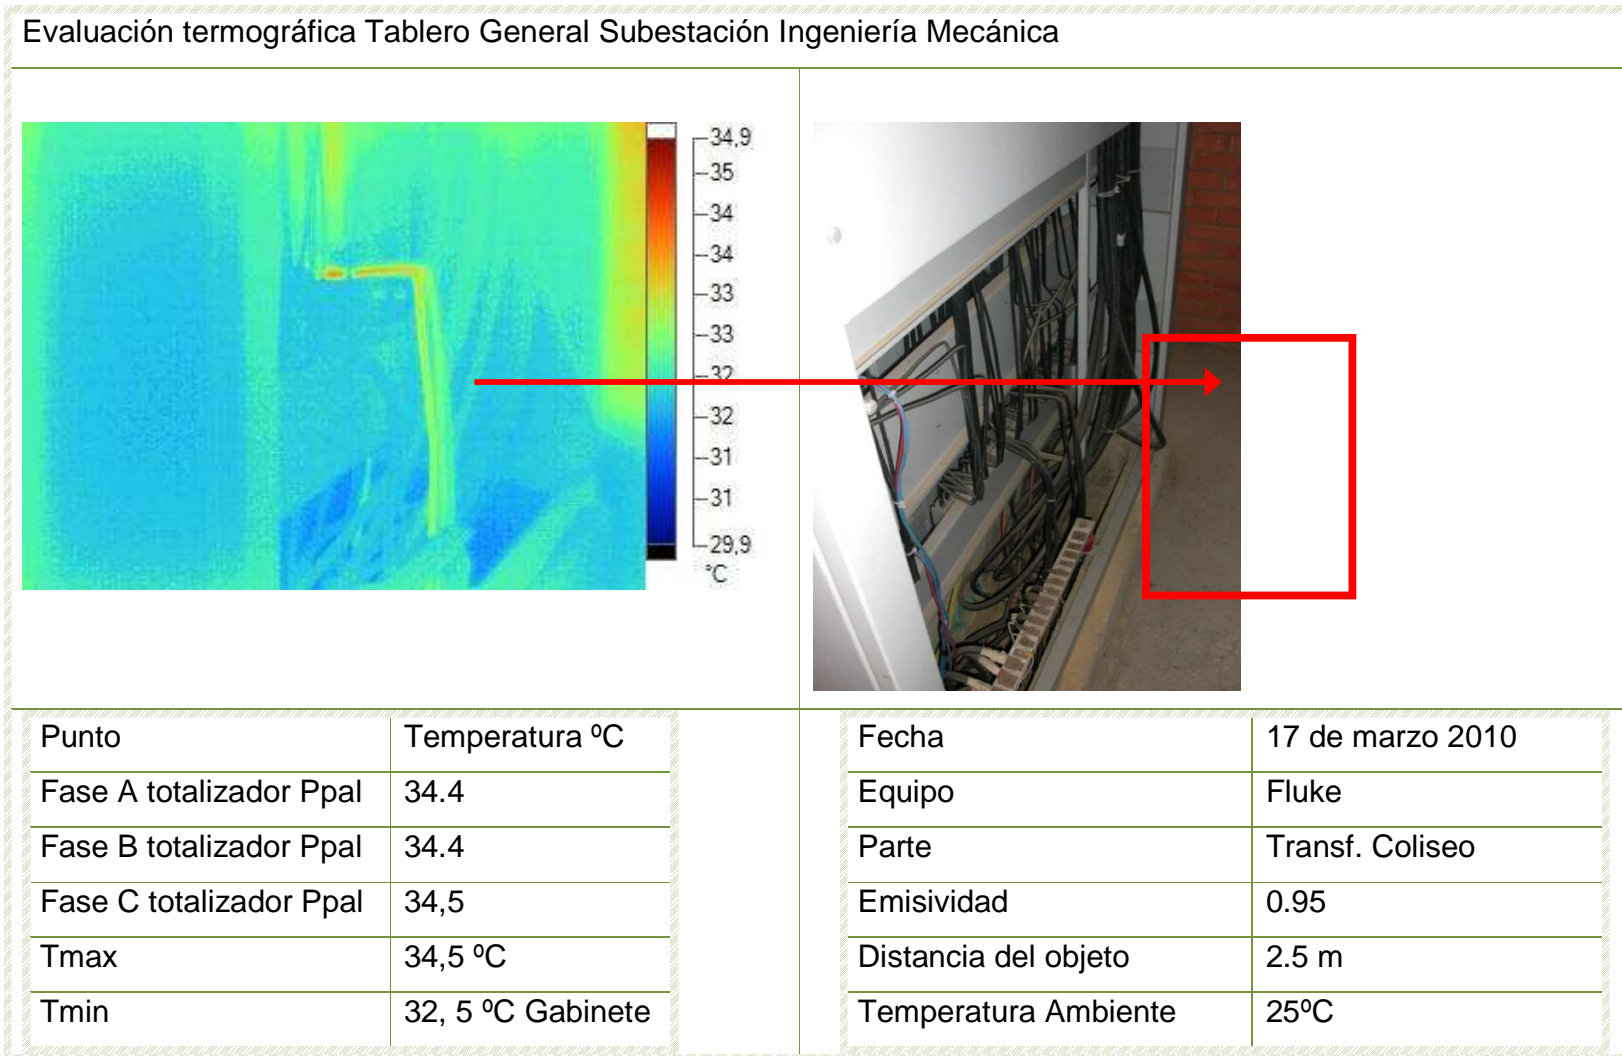 Evaluación termográfica Tablero General Subestación Ingeniería Mecánica
34,9
35
34
34
33
33
32
32
31
31
29,9
°C
Punto Temperatura ºC
Fase A totalizador Ppal 34.4
Fase B totalizador Ppal 34.4
Fase C totalizador Ppal 34,5
Tmax 34,5 ºC
Tmin 32, 5 ºC Gabinete
Fecha 17 de marzo 2010
Equipo Fluke
Parte Transf. Coliseo
Emisividad 0.95
Distancia del objeto 2.5 m
Temperatura Ambiente 25ºC